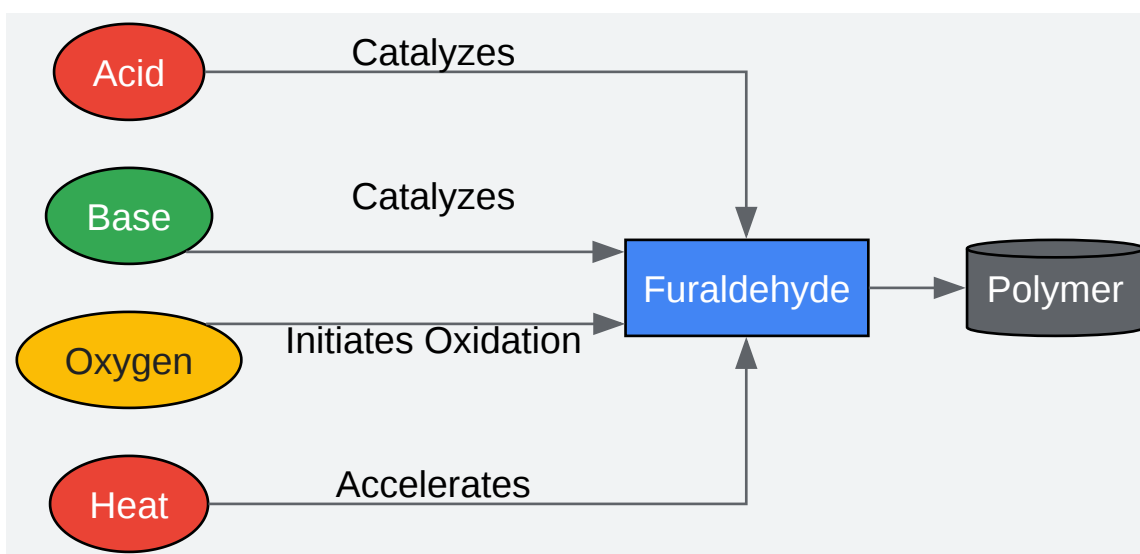 Acid
Catalyzes
Base
Catalyzes
Oxygen
Initiates Oxidation
Heat
Accelerates
Furaldehyde
Polymer